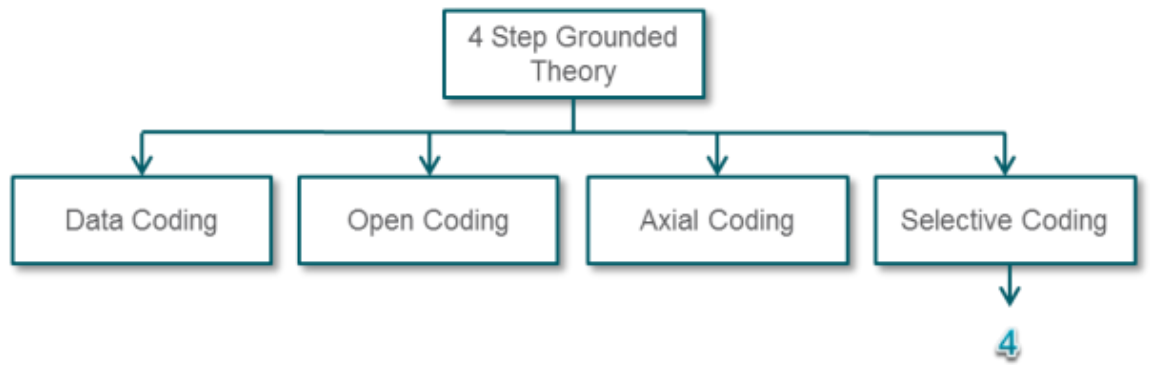 4 Step Grounded
Theory
Data Coding
Open Coding
Axial Coding
Selective Coding
4